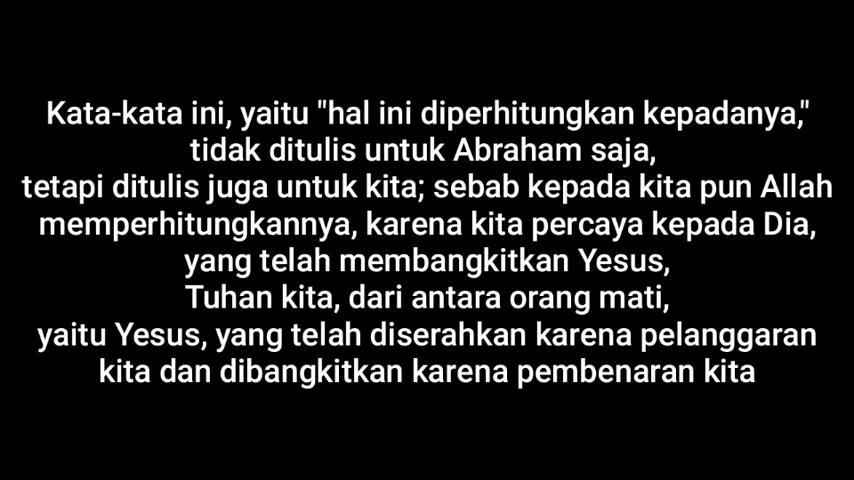 Kata-kata ini, yaitu "hal ini diperhitungkan kepadanya,"
tidak ditulis untuk Abraham saja,
tetapi ditulis juga untuk kita; sebab kepada kita pun Allah
memperhitungkannya, karena kita percaya kepada Dia,
yang telah membangkitkan Yesus,
Tuhan kita, dari antara orang mati,
yaitu Yesus, yang telah diserahkan karena pelanggaran
kita dan dibangkitkan karena pembenaran kita